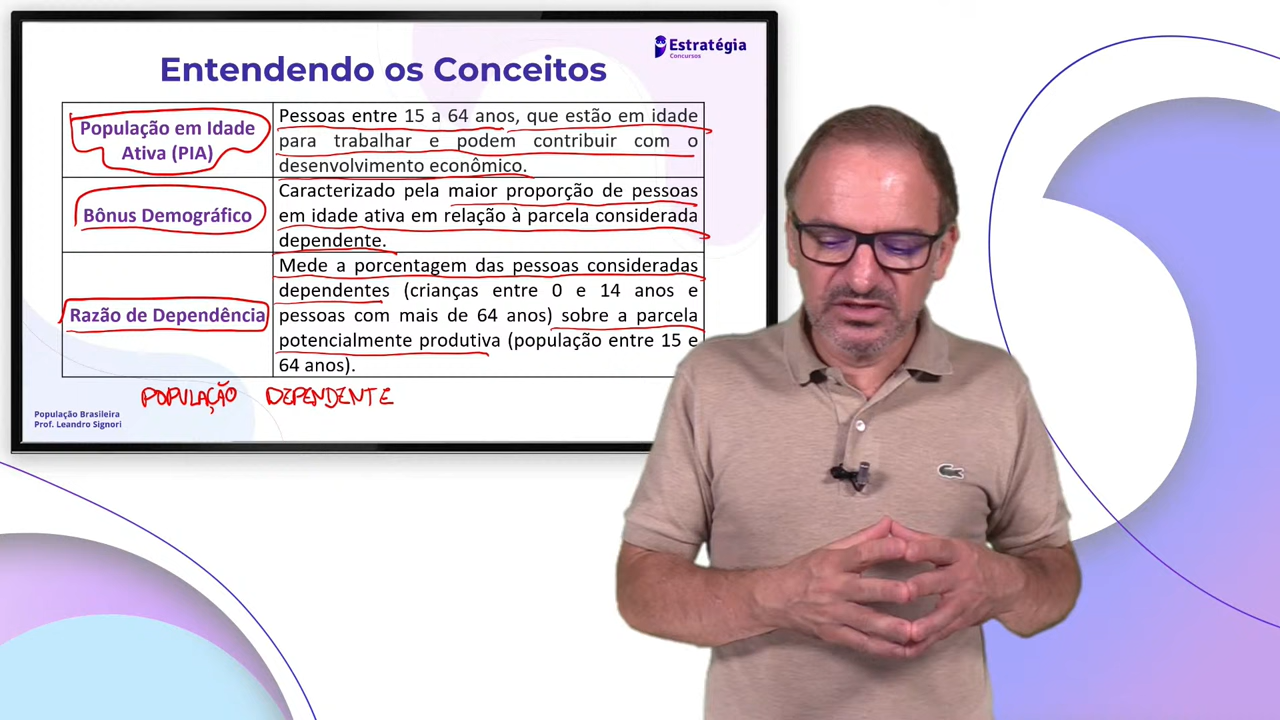 Estratégia
Concursos
Entendendo os Conceitos
População em Idade
Ativa (PIA)
Pessoas entre 15 a 64 anos, que estão em idade
para trabalhar e podem contribuir com o
desenvolvimento econômico.
Bônus Demográfico
Caracterizado pela maior proporção de pessoas
em idade ativa em relação à parcela considerada
dependente.
Razão de Dependência
Mede a porcentagem das pessoas consideradas
dependentes (crianças entre 0 e 14 anos e
pessoas com mais de 64 anos) sobre a parcela
potencialmente produtiva (população entre 15 e
64 anos).
POPULAÇÃO DEPENDENTE
População Brasileira
Prof. Leandro Signori